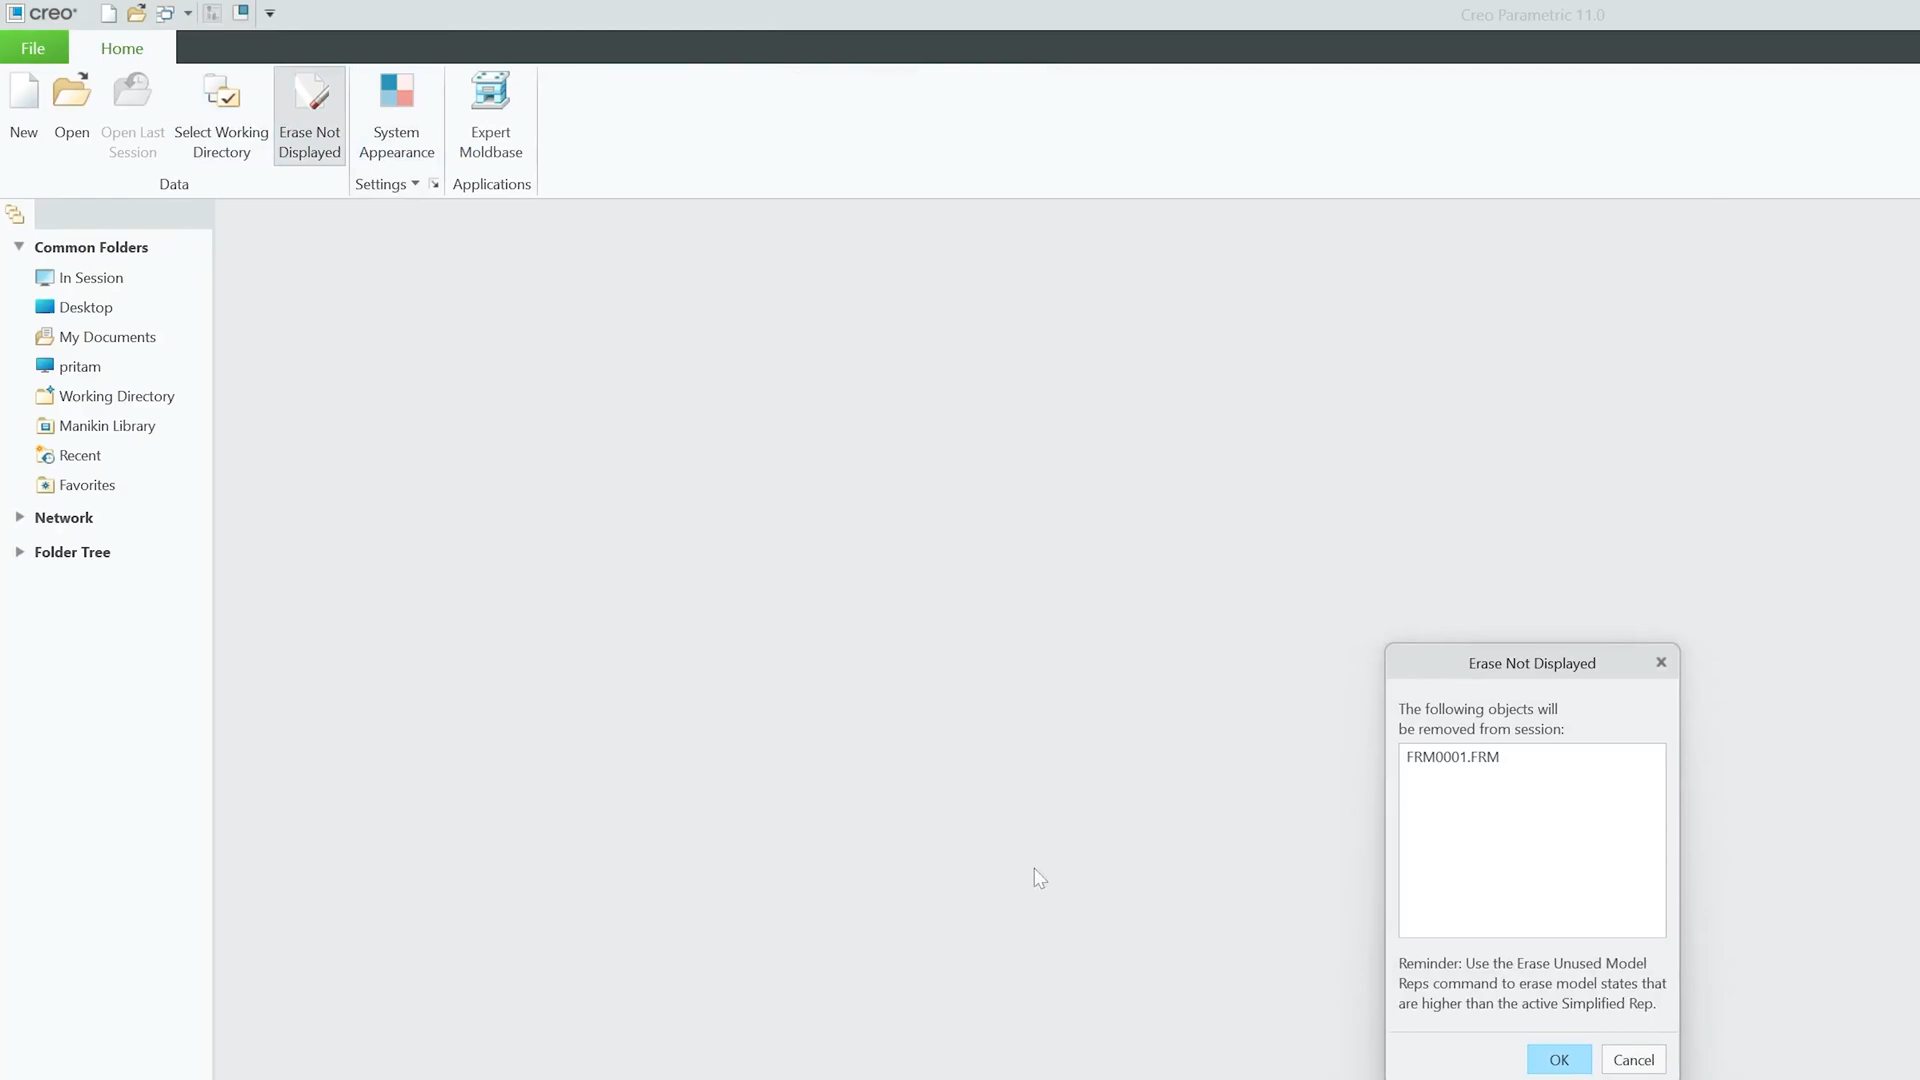 creo
Creo Parametric 11.0
File
Home
New
Open
Open Last
Session
Select Working
Directory
Erase Not
Displayed
System
Appearance
Expert
Moldbase
Data
Settings
Applications
Common Folders
In Session
Desktop
My Documents
pritam
Working Directory
Manikin Library
Recent
Favorites
Network
Folder Tree
Erase Not Displayed
The following objects will
be removed from session:
FRM0001.FRM
Reminder: Use the Erase Unused Model
Reps command to erase model states that
are higher than the active Simplified Rep.
OK
Cancel